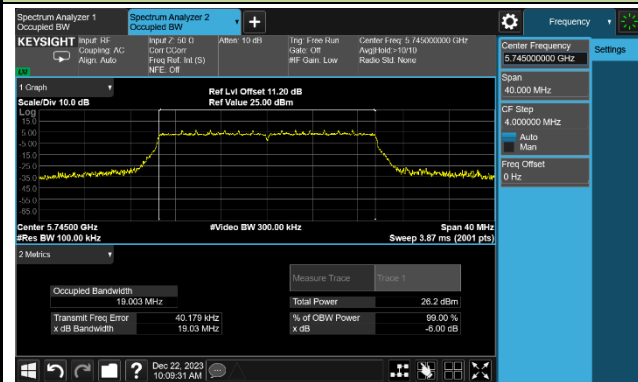 Spectrum Analyzer 1
Occupied BW
Spectrum Analyzer 2
Occupied BW
Frequency
KEYSIGHT
Input: RF
Coupling: AC
Align: Auto
Input Z: 50 Ω
Corr CCorr
Freq Ref: Int (S)
NFE: Off
Atten: 10 dB
Trig: Free Run
Gate: Off
#IF Gain: Low
Center Freq: 5.745000000 GHz
Avg|Hold:>10/10
Radio Std: None
LXI
1 Graph
Scale/Div 10.0 dB
Ref Lvl Offset 11.20 dB
Ref Value 25.00 dBm
Log
15.0
5.00
-5.00
-15.0
-25.0
-35.0
-45.0
-55.0
-65.0
Center 5.74500 GHz
#Res BW 100.00 kHz
#Video BW 300.00 kHz
Span 40 MHz
Sweep 3.87 ms (2001 pts)
2 Metrics
Measure Trace
Trace 1
Occupied Bandwidth
19.003 MHz
Total Power
26.2 dBm
Transmit Freq Error
40.179 kHz
% of OBW Power
99.00 %
x dB Bandwidth
19.03 MHz
x dB
-6.00 dB
Dec 22, 2023
10:09:31 AM
Center Frequency
5.745000000 GHz
Settings
Span
40.000 MHz
CF Step
4.000000 MHz
Auto
Man
Freq Offset
0 Hz